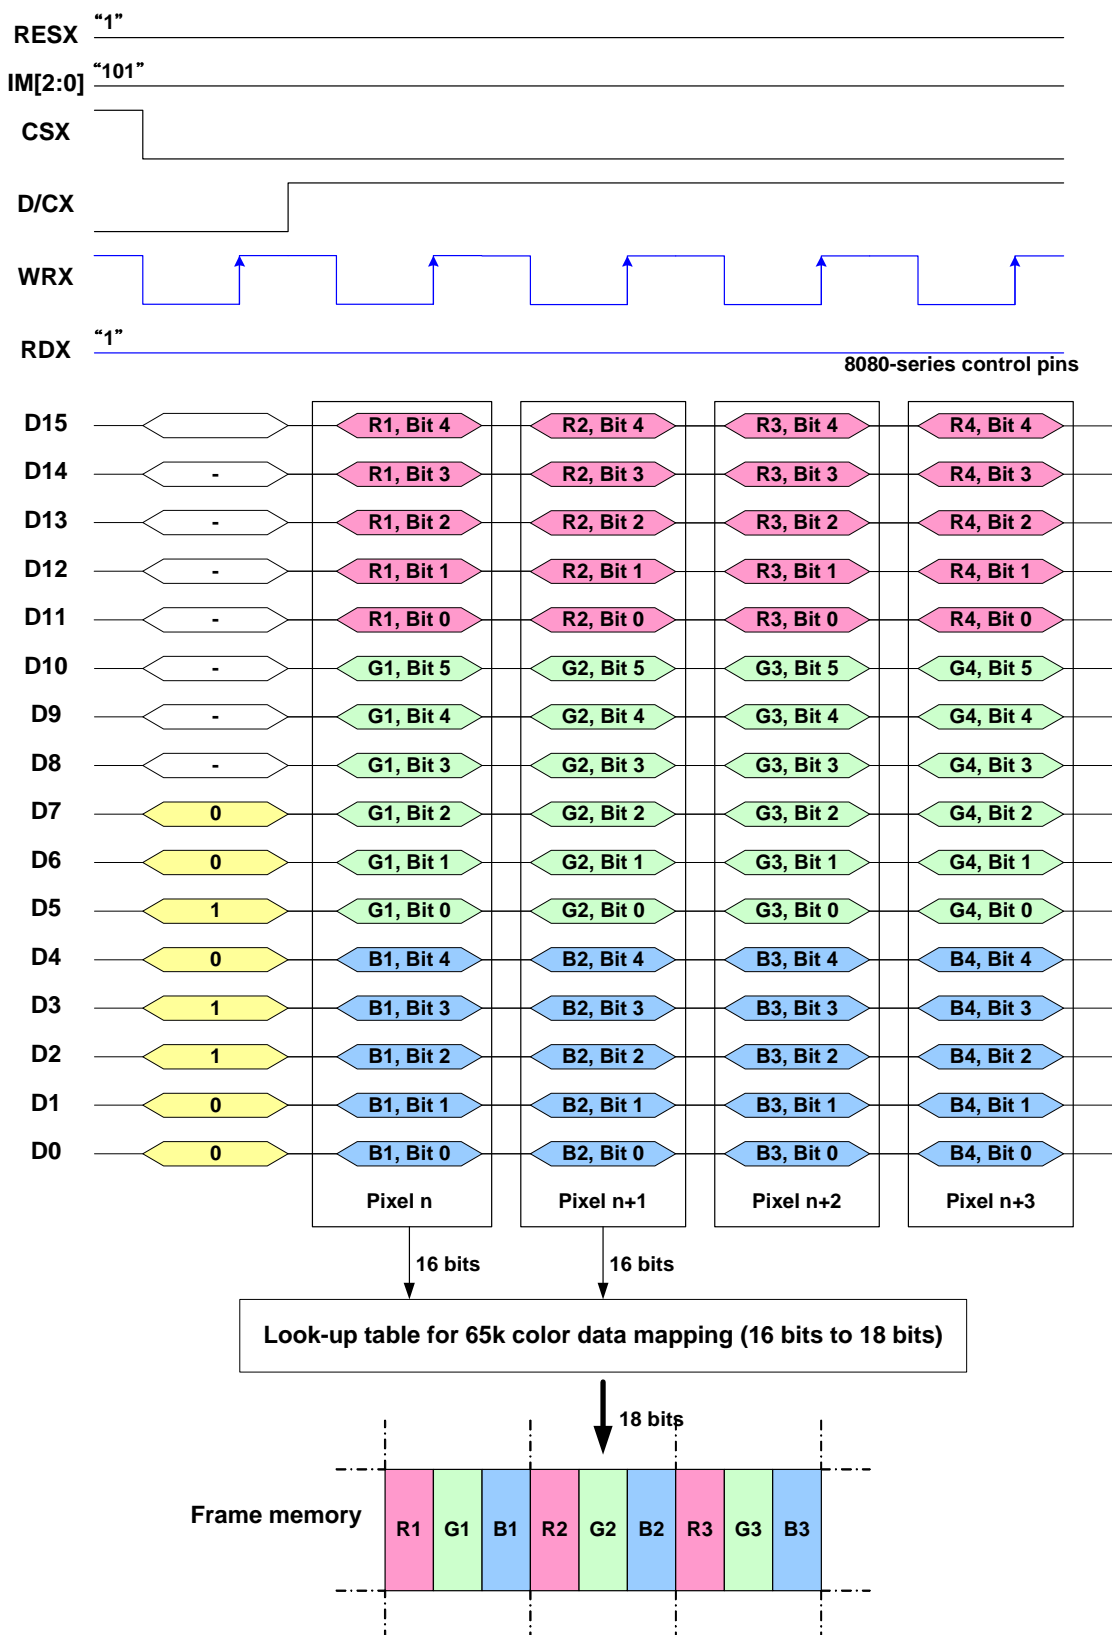 RESX “1”
IM[2:0] “101”
CSX
D/CX
WRX
RDX “1”
8080-series control pins
D15 R1, Bit 4 R2, Bit 4 R3, Bit 4 R4, Bit 4
D14 - R1, Bit 3 R2, Bit 3 R3, Bit 3 R4, Bit 3
D13 - R1, Bit 2 R2, Bit 2 R3, Bit 2 R4, Bit 2
D12 - R1, Bit 1 R2, Bit 1 R3, Bit 1 R4, Bit 1
D11 - R1, Bit 0 R2, Bit 0 R3, Bit 0 R4, Bit 0
D10 - G1, Bit 5 G2, Bit 5 G3, Bit 5 G4, Bit 5
D9 - G1, Bit 4 G2, Bit 4 G3, Bit 4 G4, Bit 4
D8 - G1, Bit 3 G2, Bit 3 G3, Bit 3 G4, Bit 3
D7 0 G1, Bit 2 G2, Bit 2 G3, Bit 2 G4, Bit 2
D6 0 G1, Bit 1 G2, Bit 1 G3, Bit 1 G4, Bit 1
D5 1 G1, Bit 0 G2, Bit 0 G3, Bit 0 G4, Bit 0
D4 0 B1, Bit 4 B2, Bit 4 B3, Bit 4 B4, Bit 4
D3 1 B1, Bit 3 B2, Bit 3 B3, Bit 3 B4, Bit 3
D2 1 B1, Bit 2 B2, Bit 2 B3, Bit 2 B4, Bit 2
D1 0 B1, Bit 1 B2, Bit 1 B3, Bit 1 B4, Bit 1
D0 0 B1, Bit 0 B2, Bit 0 B3, Bit 0 B4, Bit 0
Pixel n Pixel n+1 Pixel n+2 Pixel n+3
16 bits 16 bits
Look-up table for 65k color data mapping (16 bits to 18 bits)
18 bits
Frame memory R1 G1 B1 R2 G2 B2 R3 G3 B3